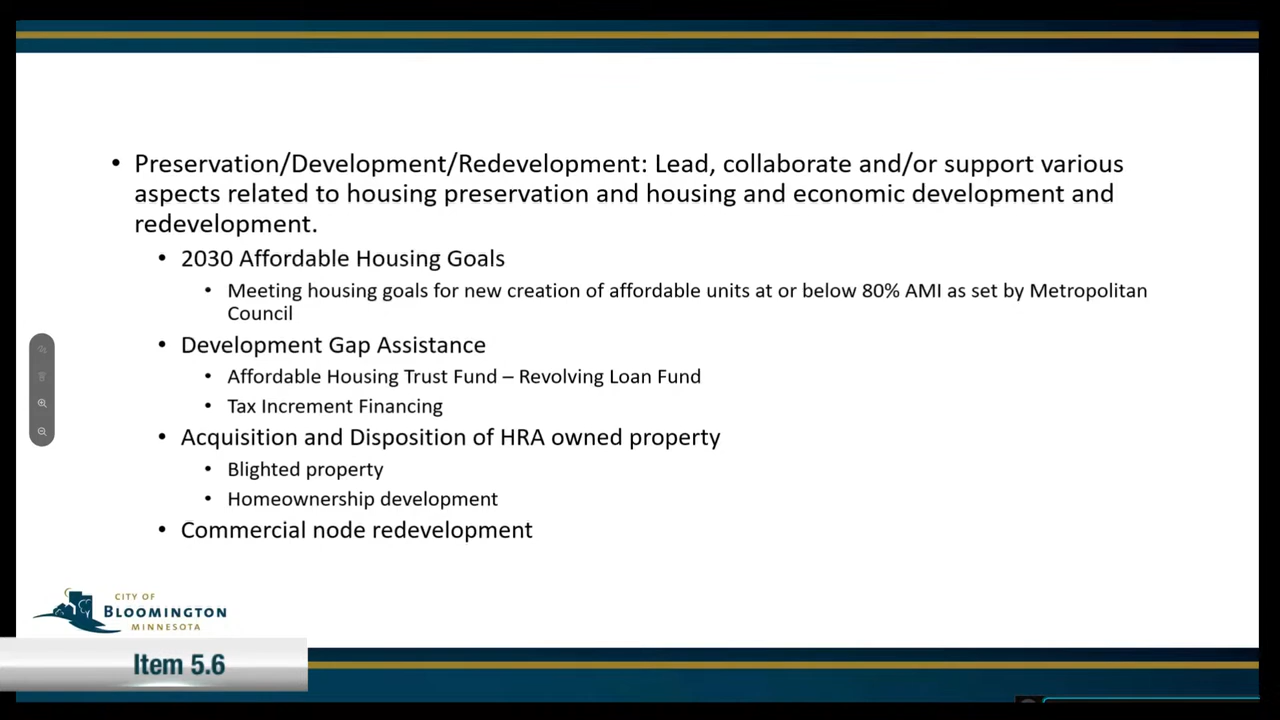 • Preservation/Development/Redevelopment: Lead, collaborate and/or support various
aspects related to housing preservation and housing and economic development and
redevelopment.
• 2030 Affordable Housing Goals
• Meeting housing goals for new creation of affordable units at or below 80% AMI as set by Metropolitan
Council
• Development Gap Assistance
• Affordable Housing Trust Fund – Revolving Loan Fund
• Tax Increment Financing
• Acquisition and Disposition of HRA owned property
• Blighted property
• Homeownership development
• Commercial node redevelopment
CITY OF
BLOOMINGTON
MINNESOTA
Item 5.6